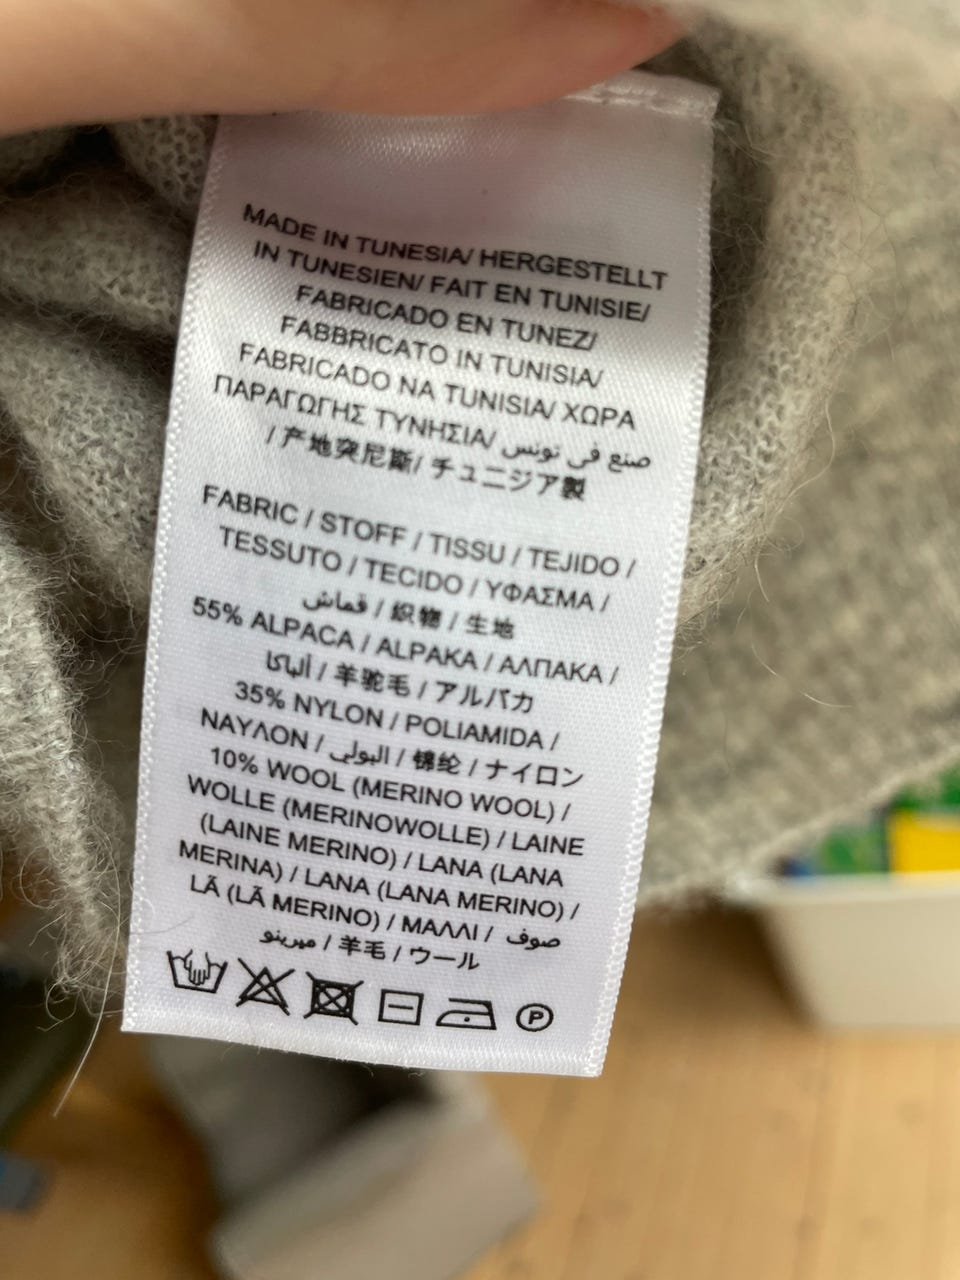 MADE IN TUNESIA/ HERGESTELLT
IN TUNESIEN/ FAIT EN TUNISIE/
FABRICADO EN TUNEZ/
FABBRICATO IN TUNISIA/
FABRICADO NA TUNISIA/ ΧΩΡΑ
ΠΑΡΑΓΩΓΗΣ ΤΥΝΗΣΙΑ/ صنع في تونس
/ 产地突尼斯/ チュニジア製
FABRIC / STOFF / TISSU / TEJIDO /
TESSUTO / TECIDO / ΥΦΑΣΜΑ /
قماش / 织物 / 生地
55% ALPACA / ALPAKA / ΑΛΠΑΚΑ /
ألباكا / 羊驼毛 / アルパカ
35% NYLON / POLIAMIDA /
ΝΑΥΛΟΝ / البولي / 锦纶 / ナイロン
10% WOOL (MERINO WOOL) /
WOLLE (MERINOWOLLE) / LAINE
(LAINE MERINO) / LANA (LANA
MERINA) / LANA (LANA MERINO) /
LÃ (LÃ MERINO) / ΜΑΛΛΙ / صوف
ميرينو / 羊毛 / ウール
P